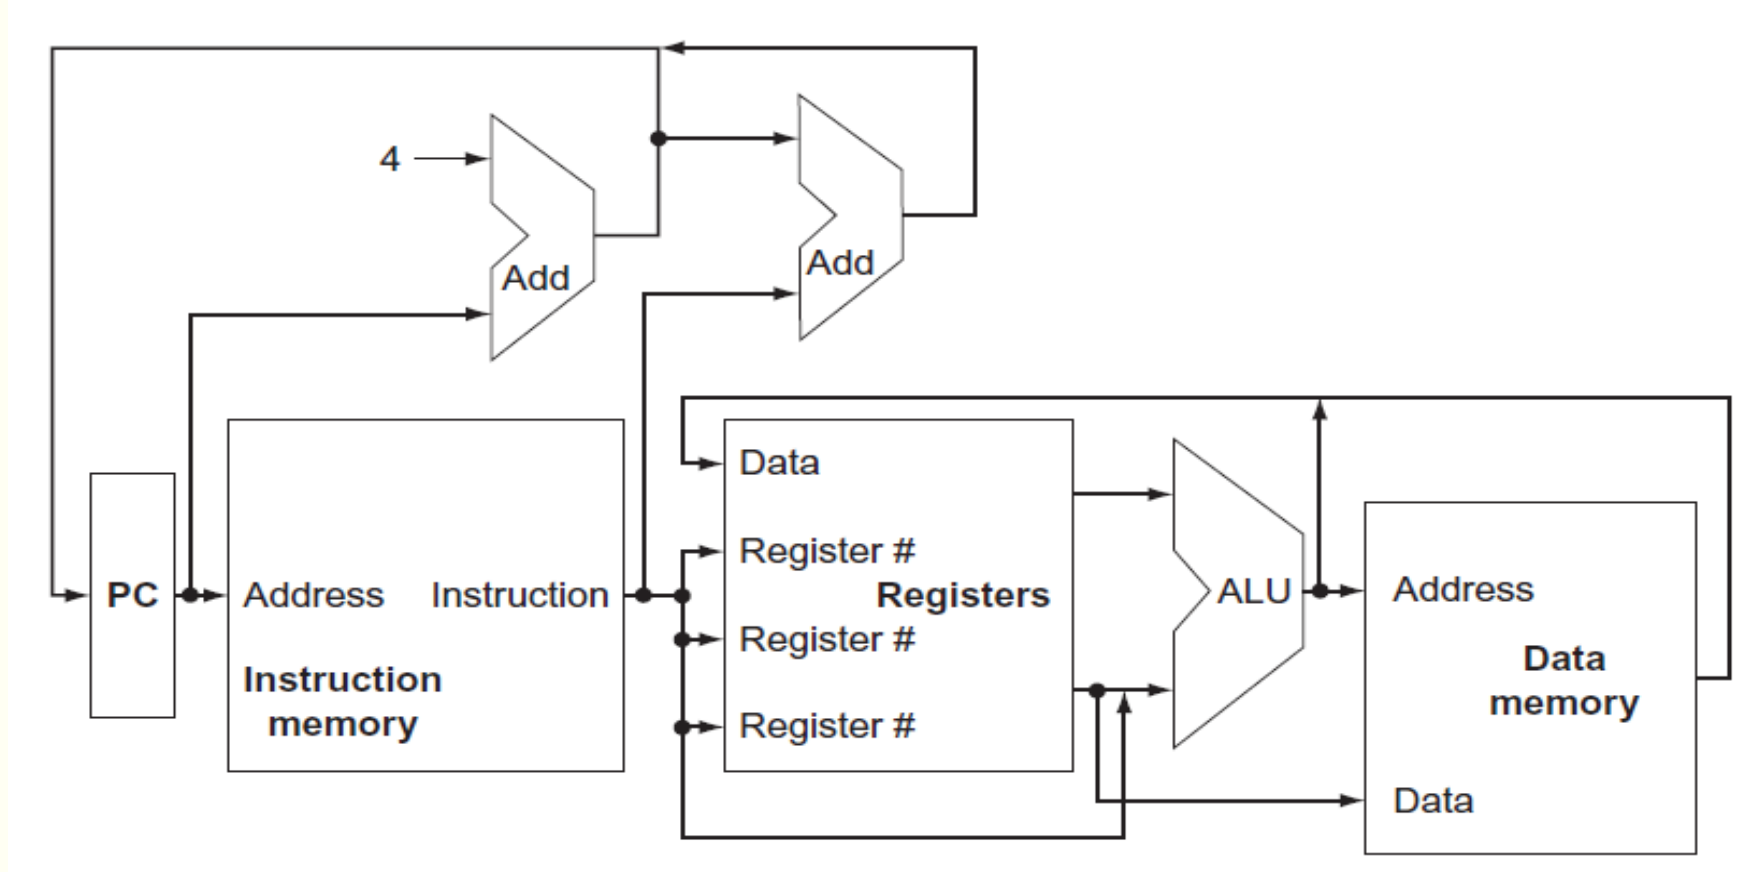 4
Add
Add
Data
Register #
PC
Address
Instruction
Registers
ALU
Address
Register #
Instruction
memory
Data
memory
Register #
Data